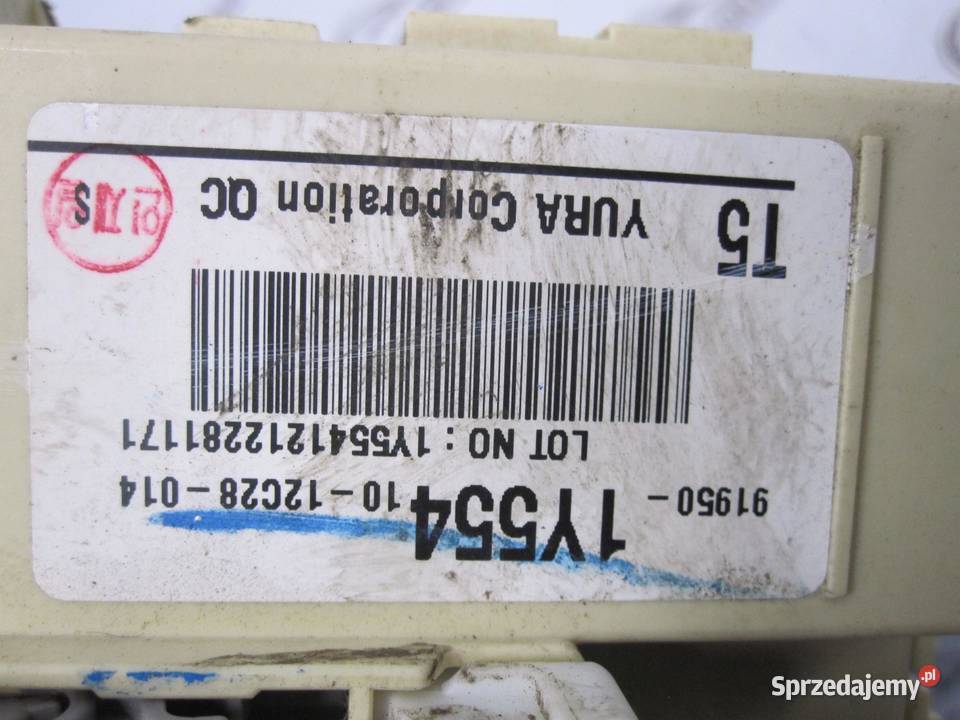 91950 - 1Y554 10-12C28-014
LOT NO : 1Y5541212281171
T5 YURA Corporation QC
S
Sprzedajemy.pl